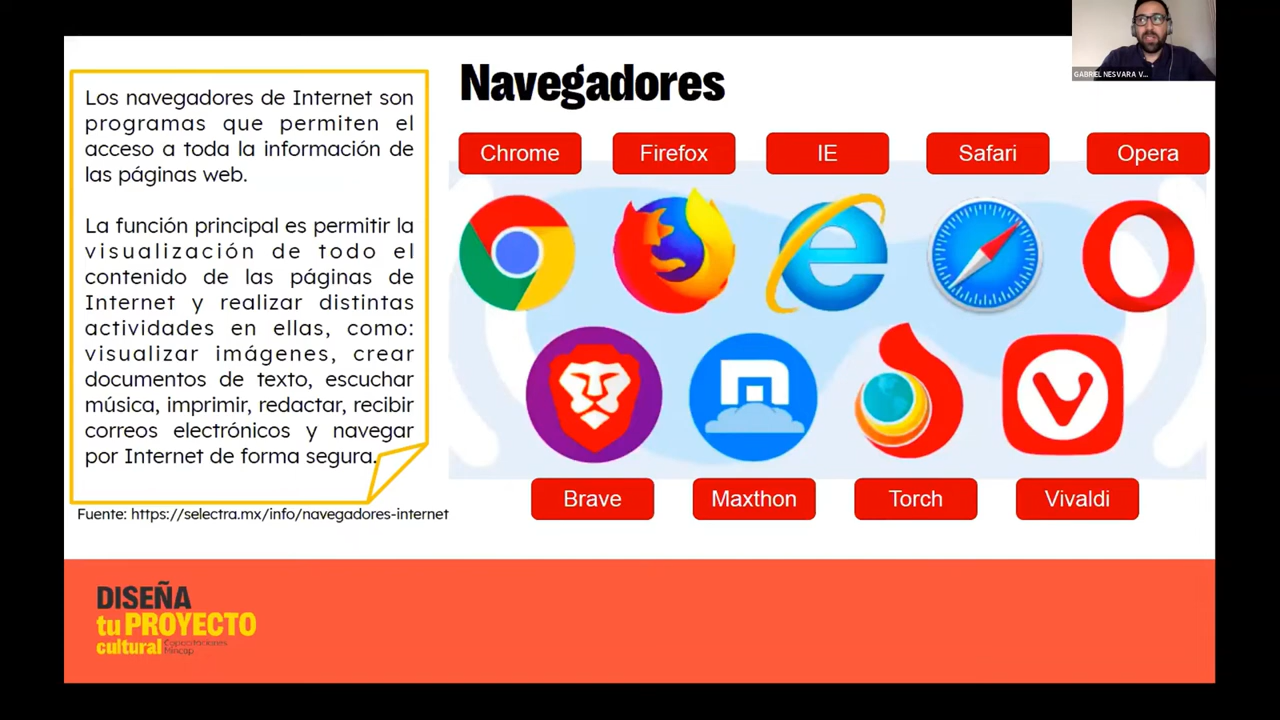 GABRIEL NESVARA V...
Navegadores
Los navegadores de Internet son
programas que permiten el
acceso a toda la información de
las páginas web.
La función principal es permitir la
visualización de todo el
contenido de las páginas de
Internet y realizar distintas
actividades en ellas, como:
visualizar imágenes, crear
documentos de texto, escuchar
música, imprimir, redactar, recibir
correos electrónicos y navegar
por Internet de forma segura.
Fuente: https://selectra.mx/info/navegadores-internet
Chrome
Firefox
IE
Safari
Opera
Brave
Maxthon
Torch
Vivaldi
DISEÑA
tu PROYECTO
cultural
Capacitaciones
Mincap